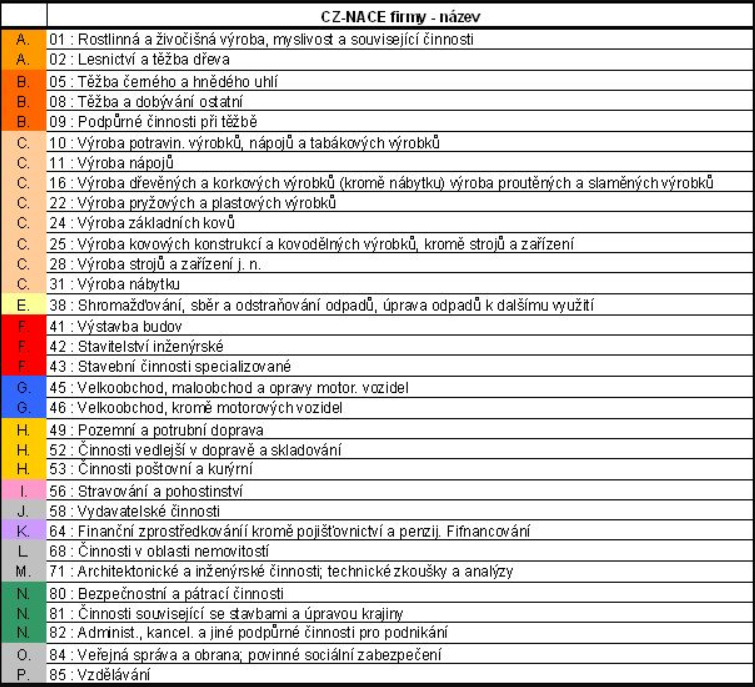 CZ-NACE firmy - název
A. 01 : Rostlinná a živočišná výroba, myslivost a související činnosti
A. 02 : Lesnictví a těžba dřeva
B. 05 : Těžba černého a hnědého uhlí
B. 08 : Těžba a dobývání ostatní
B. 09 : Podpůrné činnosti při těžbě
C. 10 : Výroba potravin. výrobků, nápojů a tabákových výrobků
C. 11 : Výroba nápojů
C. 16 : Výroba dřevěných a korkových výrobků (kromě nábytku) výroba proutěných a slaměných výrobků
C. 22 : Výroba pryžových a plastových výrobků
C. 24 : Výroba základních kovů
C. 25 : Výroba kovových konstrukcí a kovodělných výrobků, kromě strojů a zařízení
C. 28 : Výroba strojů a zařízení j. n.
C. 31 : Výroba nábytku
E. 38 : Shromažďování, sběr a odstraňování odpadů, úprava odpadů k dalšímu využití
F. 41 : Výstavba budov
F. 42 : Stavitelství inženýrské
F. 43 : Stavební činnosti specializované
G. 45 : Velkoobchod, maloobchod a opravy motor. vozidel
G. 46 : Velkoobchod, kromě motorových vozidel
H. 49 : Pozemní a potrubní doprava
H. 52 : Činnosti vedlejší v dopravě a skladování
H. 53 : Činnosti poštovní a kurýrní
I. 56 : Stravování a pohostinství
J. 58 : Vydavatelské činnosti
K. 64 : Finanční zprostředkováníí kromě pojišťovnictví a penzij. Fifnancování
L. 68 : Činnosti v oblasti nemovitostí
M. 71 : Architektonické a inženýrské činnosti; technické zkoušky a analýzy
N. 80 : Bezpečnostní a pátrací činnosti
N. 81 : Činnosti související se stavbami a úpravou krajiny
N. 82 : Administ., kancel. a jiné podpůrné činnosti pro podnikání
O. 84 : Veřejná správa a obrana; povinné sociální zabezpečení
P. 85 : Vzdělávání